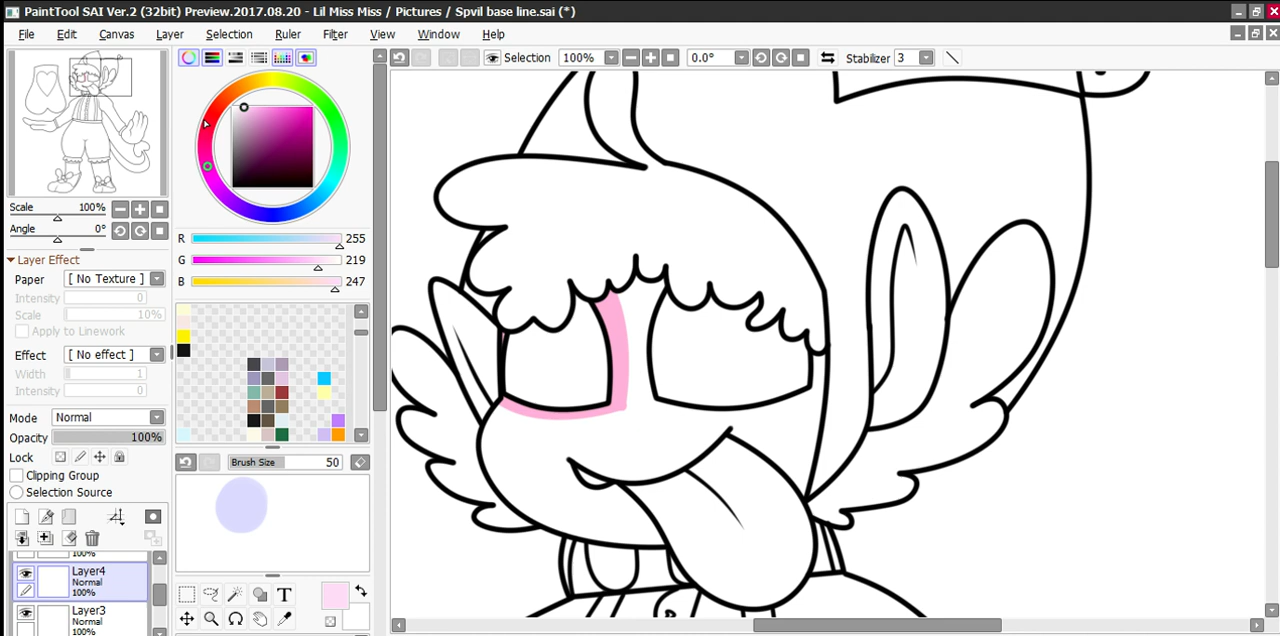 PaintTool SAI Ver.2 (32bit) Preview.2017.08.20 - Lil Miss Miss / Pictures / Spvil base line.sai (*)
File Edit Canvas Layer Selection Ruler Filter View Window Help
Selection 100% 0.0° Stabilizer 3
Scale 100%
Angle 0°
Layer Effect
Paper [ No Texture ]
Intensity 0
Scale 10%
Apply to Linework
Effect [ No effect ]
Width 1
Intensity 0
Mode Normal
Opacity 100%
Lock
Clipping Group
Selection Source
100%
Layer4
Normal
100%
Layer3
Normal
R 255
G 219
B 247
Brush Size 50
T